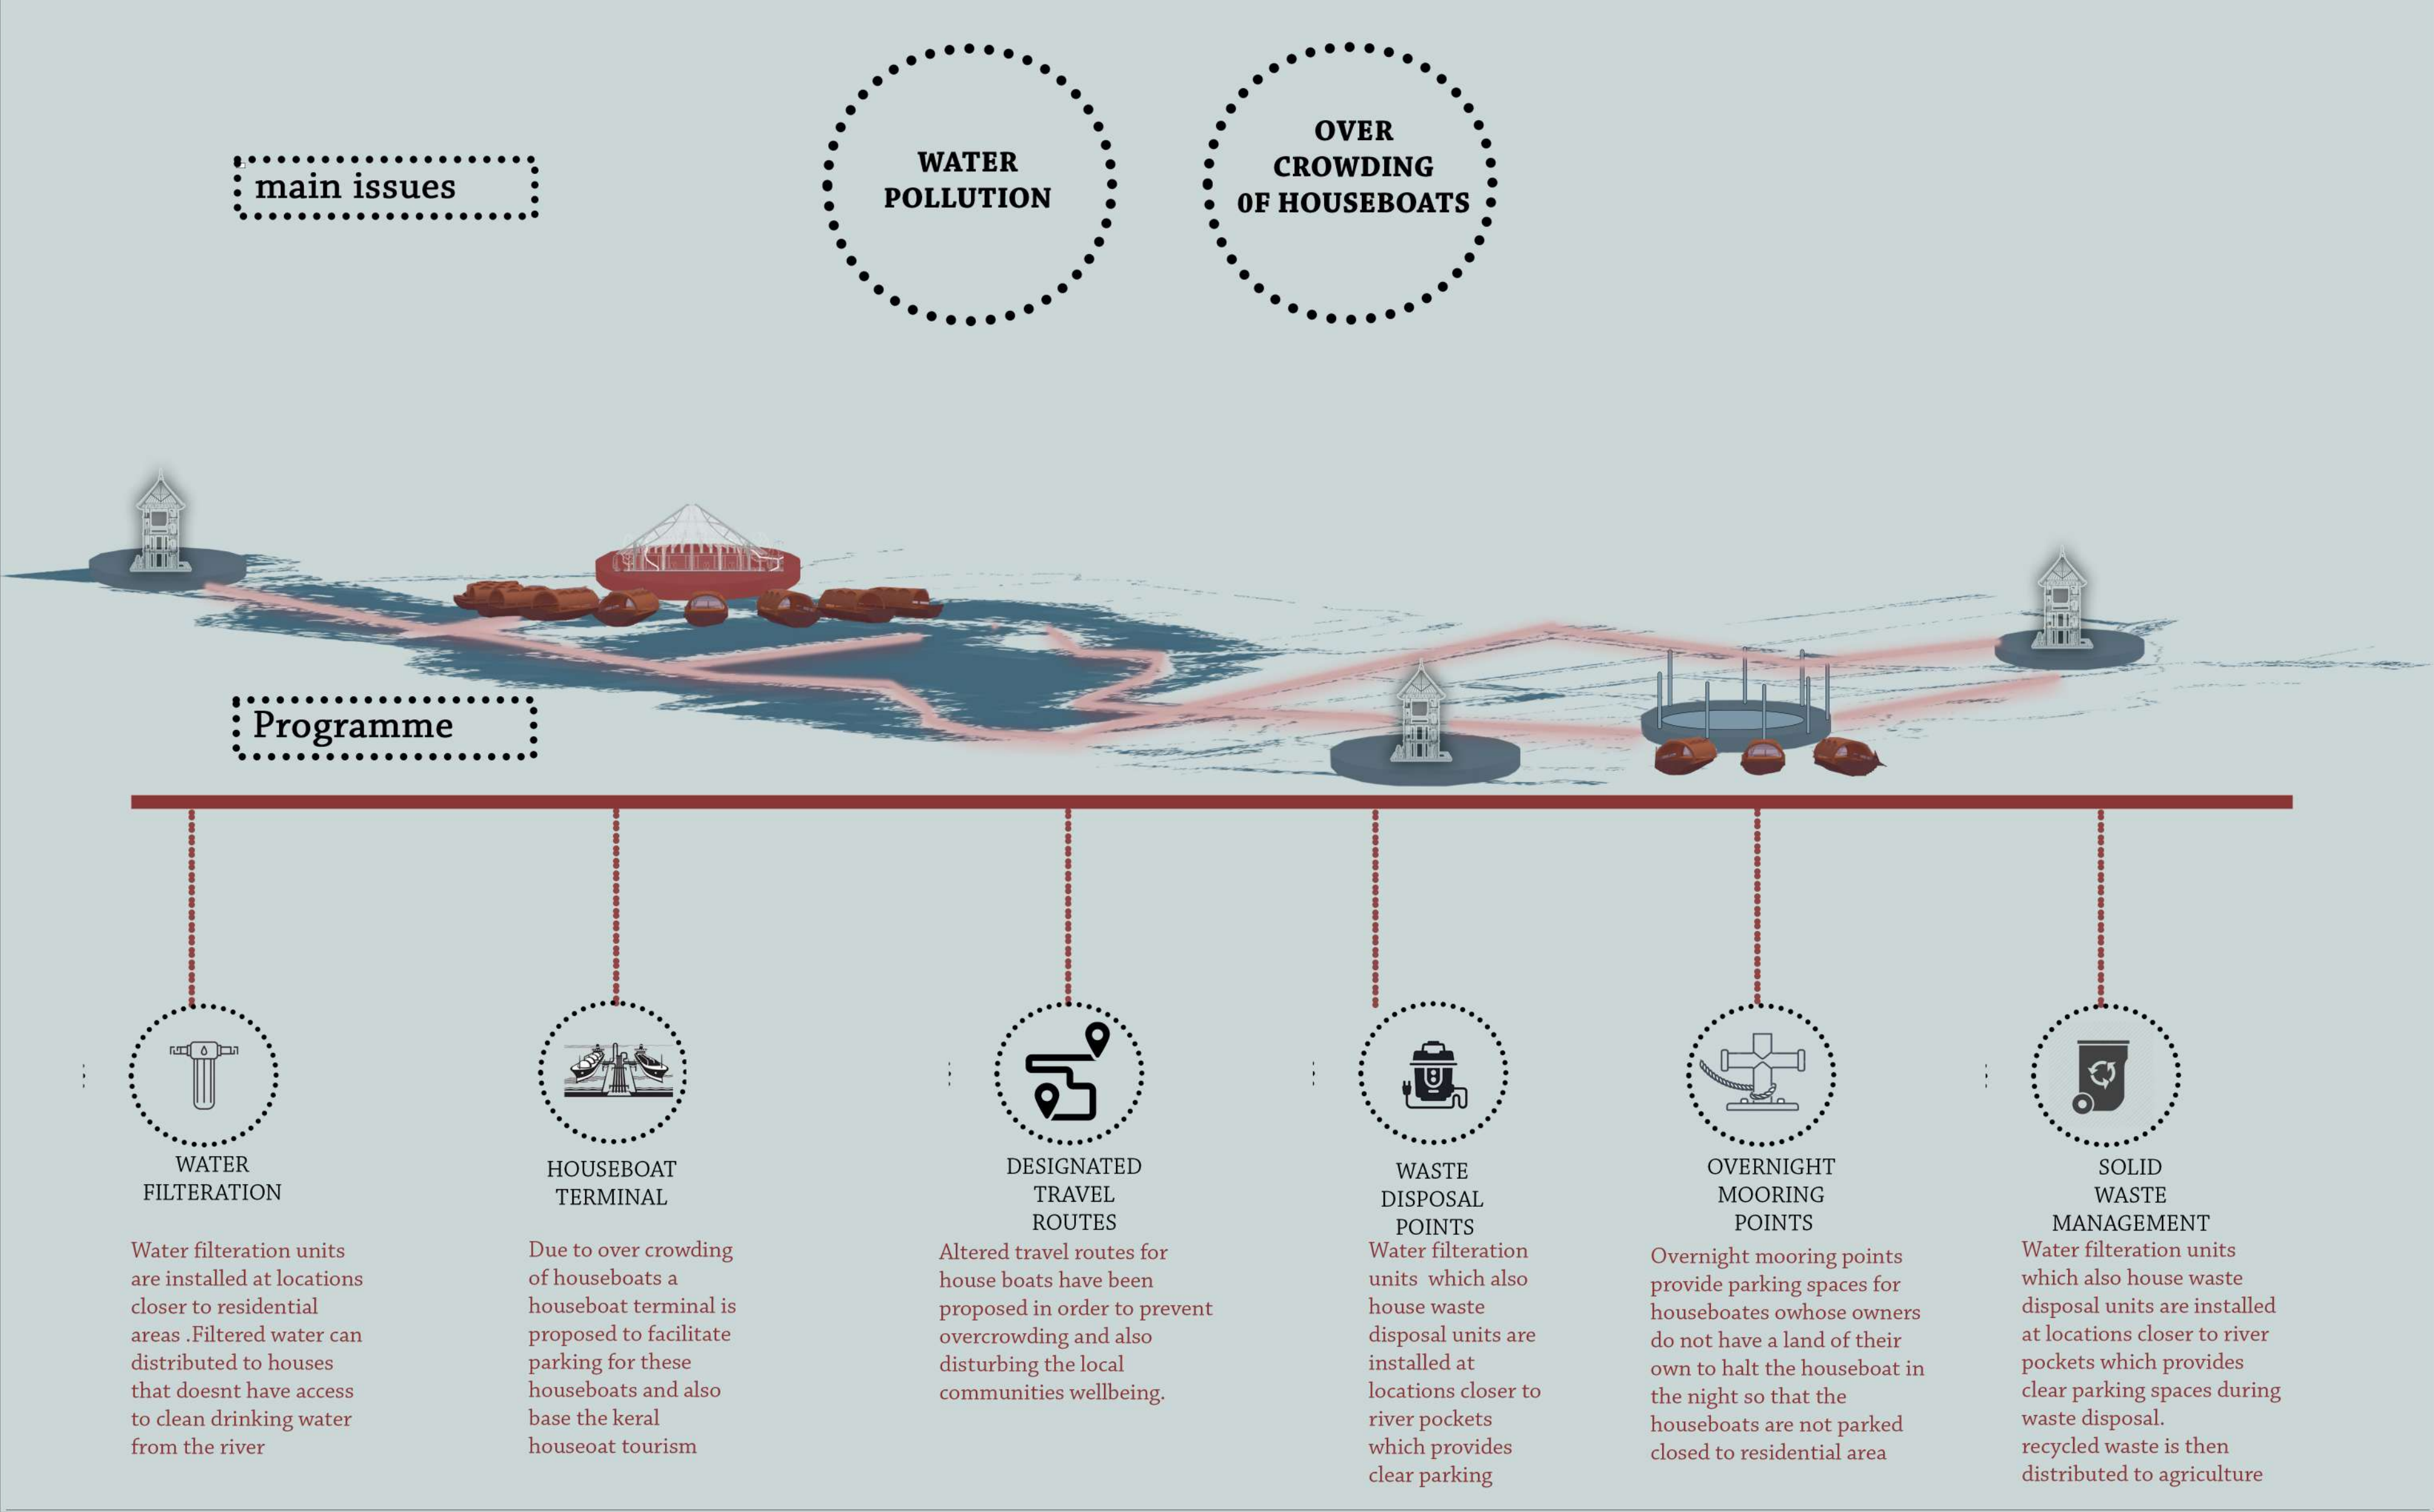 main issues
WATER
POLLUTION
OVER
CROWDING
0F HOUSEBOATS
Programme
WATER
FILTERATION
Water filteration units
are installed at locations
closer to residential
areas .Filtered water can
distributed to houses
that doesnt have access
to clean drinking water
from the river
HOUSEBOAT
TERMINAL
Due to over crowding
of houseboats a
houseboat terminal is
proposed to facilitate
parking for these
houseboats and also
base the keral
houseoat tourism
DESIGNATED
TRAVEL
ROUTES
Altered travel routes for
house boats have been
proposed in order to prevent
overcrowding and also
disturbing the local
communities wellbeing.
WASTE
DISPOSAL
POINTS
Water filteration
units which also
house waste
disposal units are
installed at
locations closer to
river pockets
which provides
clear parking
OVERNIGHT
MOORING
POINTS
Overnight mooring points
provide parking spaces for
houseboates owhose owners
do not have a land of their
own to halt the houseboat in
the night so that the
houseboats are not parked
closed to residential area
SOLID
WASTE
MANAGEMENT
Water filteration units
which also house waste
disposal units are installed
at locations closer to river
pockets which provides
clear parking spaces during
waste disposal.
recycled waste is then
distributed to agriculture